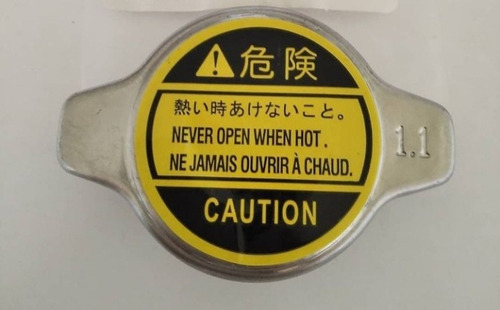 危険
熱い時あけないこと。
NEVER OPEN WHEN HOT.
NE JAMAIS OUVRIR À CHAUD.
1.1
CAUTION